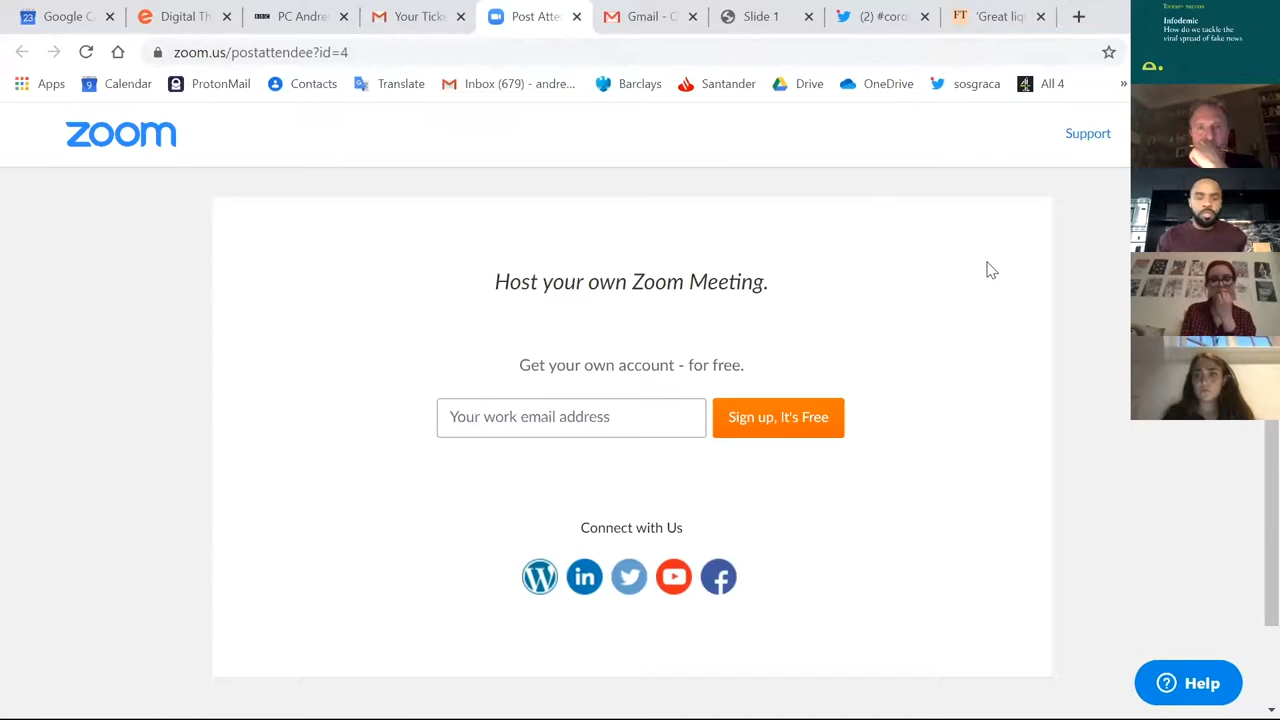 Google C
Digital Th
PC Andre
Your Ticke
Post Atte
Gmail - C
Slide 1
(2) #coro
Great liq
zoom.us/postattendee?id=4
Apps
Calendar
ProtonMail
Contacts
Translate
Inbox (679) - andre...
Barclays
Santander
Drive
OneDrive
sosgraca
All 4
»
Infodemic
How do we tackle the
viral spread of fake news
zoom
Support
Host your own Zoom Meeting.
Get your own account - for free.
Your work email address
Sign up, It's Free
Connect with Us
Help